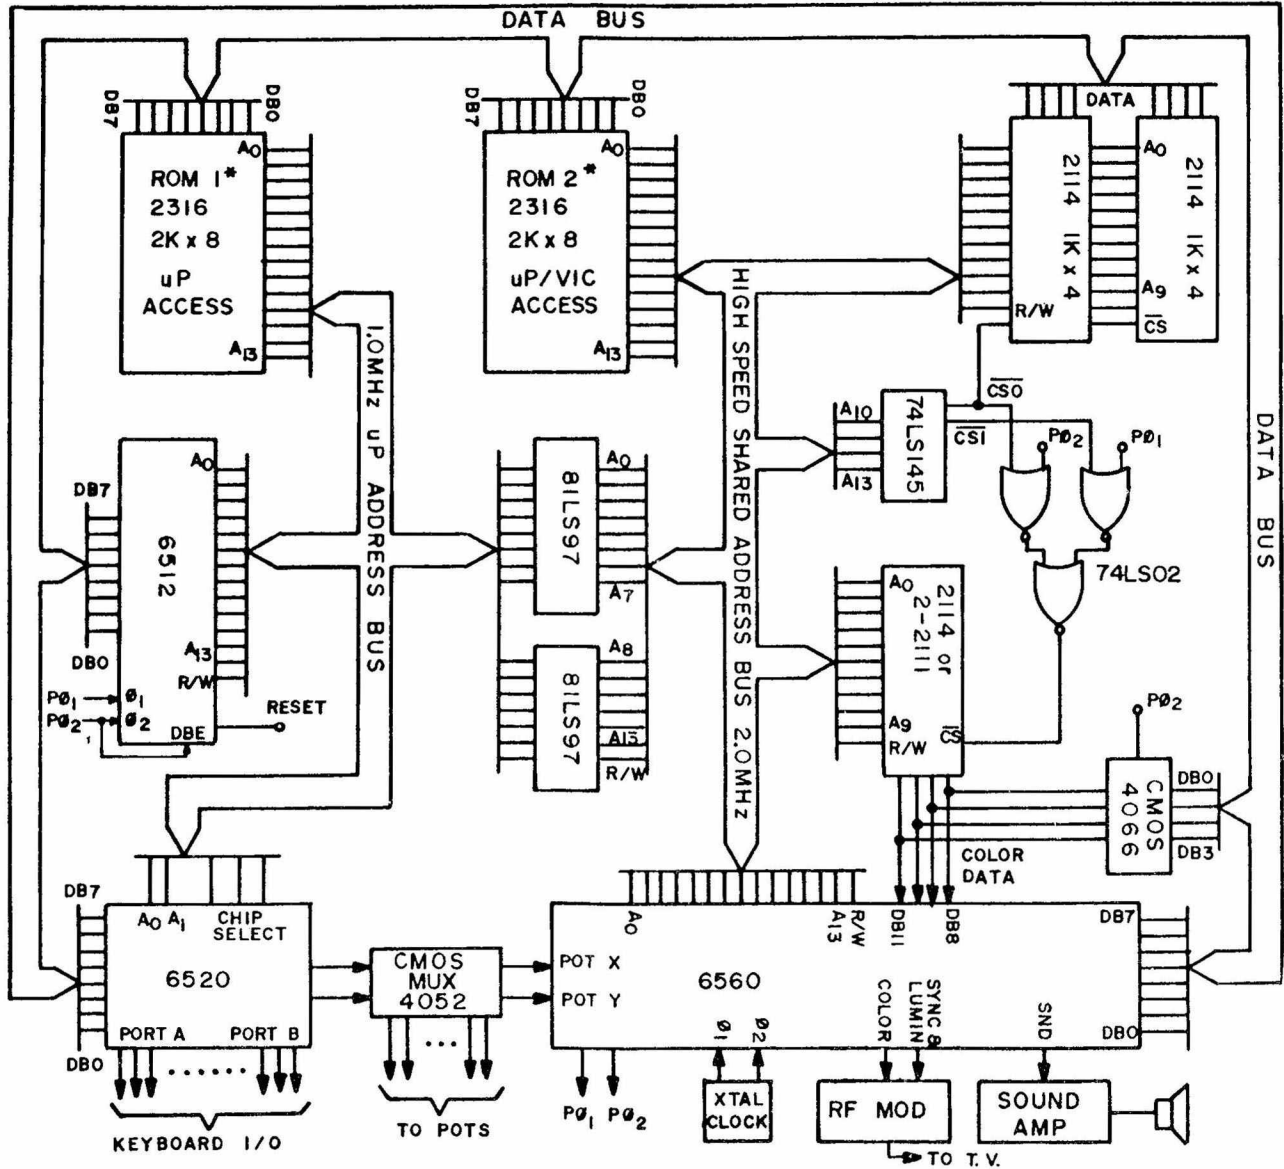 DATA BUS
DB7
DB0
A0
ROM 1*
2316
2K x 8
uP
ACCESS
A13
DB7
DB0
A0
ROM 2*
2316
2K x 8
uP/VIC
ACCESS
A13
DATA
2114 1K x 4
R/W
A0
2114 1K x 4
A9
CS
1.0MHz uP ADDRESS BUS
HIGH SPEED SHARED ADDRESS BUS 2.0MHz
DATA BUS
A10
A13
74LS145
CS0
CS1
PØ2
PØ1
74LS02
DB7
DB0
A0
6512
A13
R/W
PØ1
Ø1
PØ2
Ø2
DBE
RESET
81LS97
A0
A7
81LS97
A8
A13
R/W
A0
2114 or
2-2111
A9
R/W
CS
PØ2
CMOS
4066
DB0
DB3
COLOR
DATA
DB7
DB0
A0 A1
CHIP
SELECT
6520
PORT A
PORT B
KEYBOARD I/O
CMOS
MUX
4052
TO POTS
A0
A13
R/W
DB11
DB8
DB7
DB0
POT X
POT Y
6560
Ø1
Ø2
COLOR
SYNC &
LUMIN
SND
PØ1
PØ2
XTAL
CLOCK
RF MOD
TO T.V.
SOUND
AMP